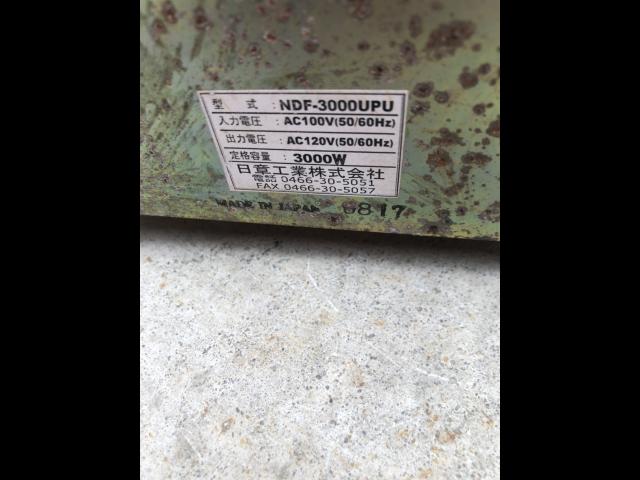 型 式 : NDF-3000UPU
入力電圧 : AC100V(50/60Hz)
出力電圧 : AC120V(50/60Hz)
定格容量 : 3000W
日章工業株式会社
電話 0466-30-5051
FAX 0466-30-5057
MADE IN JAPAN 6817